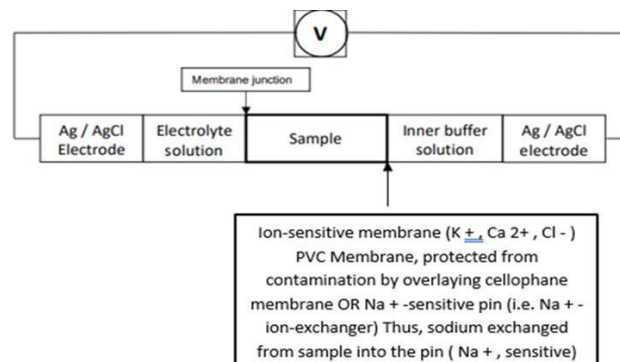 V
Membrane junction
Ag / AgCl
Electrode
Electrolyte
solution
Sample
Inner buffer
solution
Ag / AgCl
electrode
Ion-sensitive membrane (K +, Ca 2+ , Cl - )
PVC Membrane, protected from
contamination by overlaying cellophane
membrane OR Na + -sensitive pin (i.e. Na + -
ion-exchanger) Thus, sodium exchanged
from sample into the pin ( Na + , sensitive)